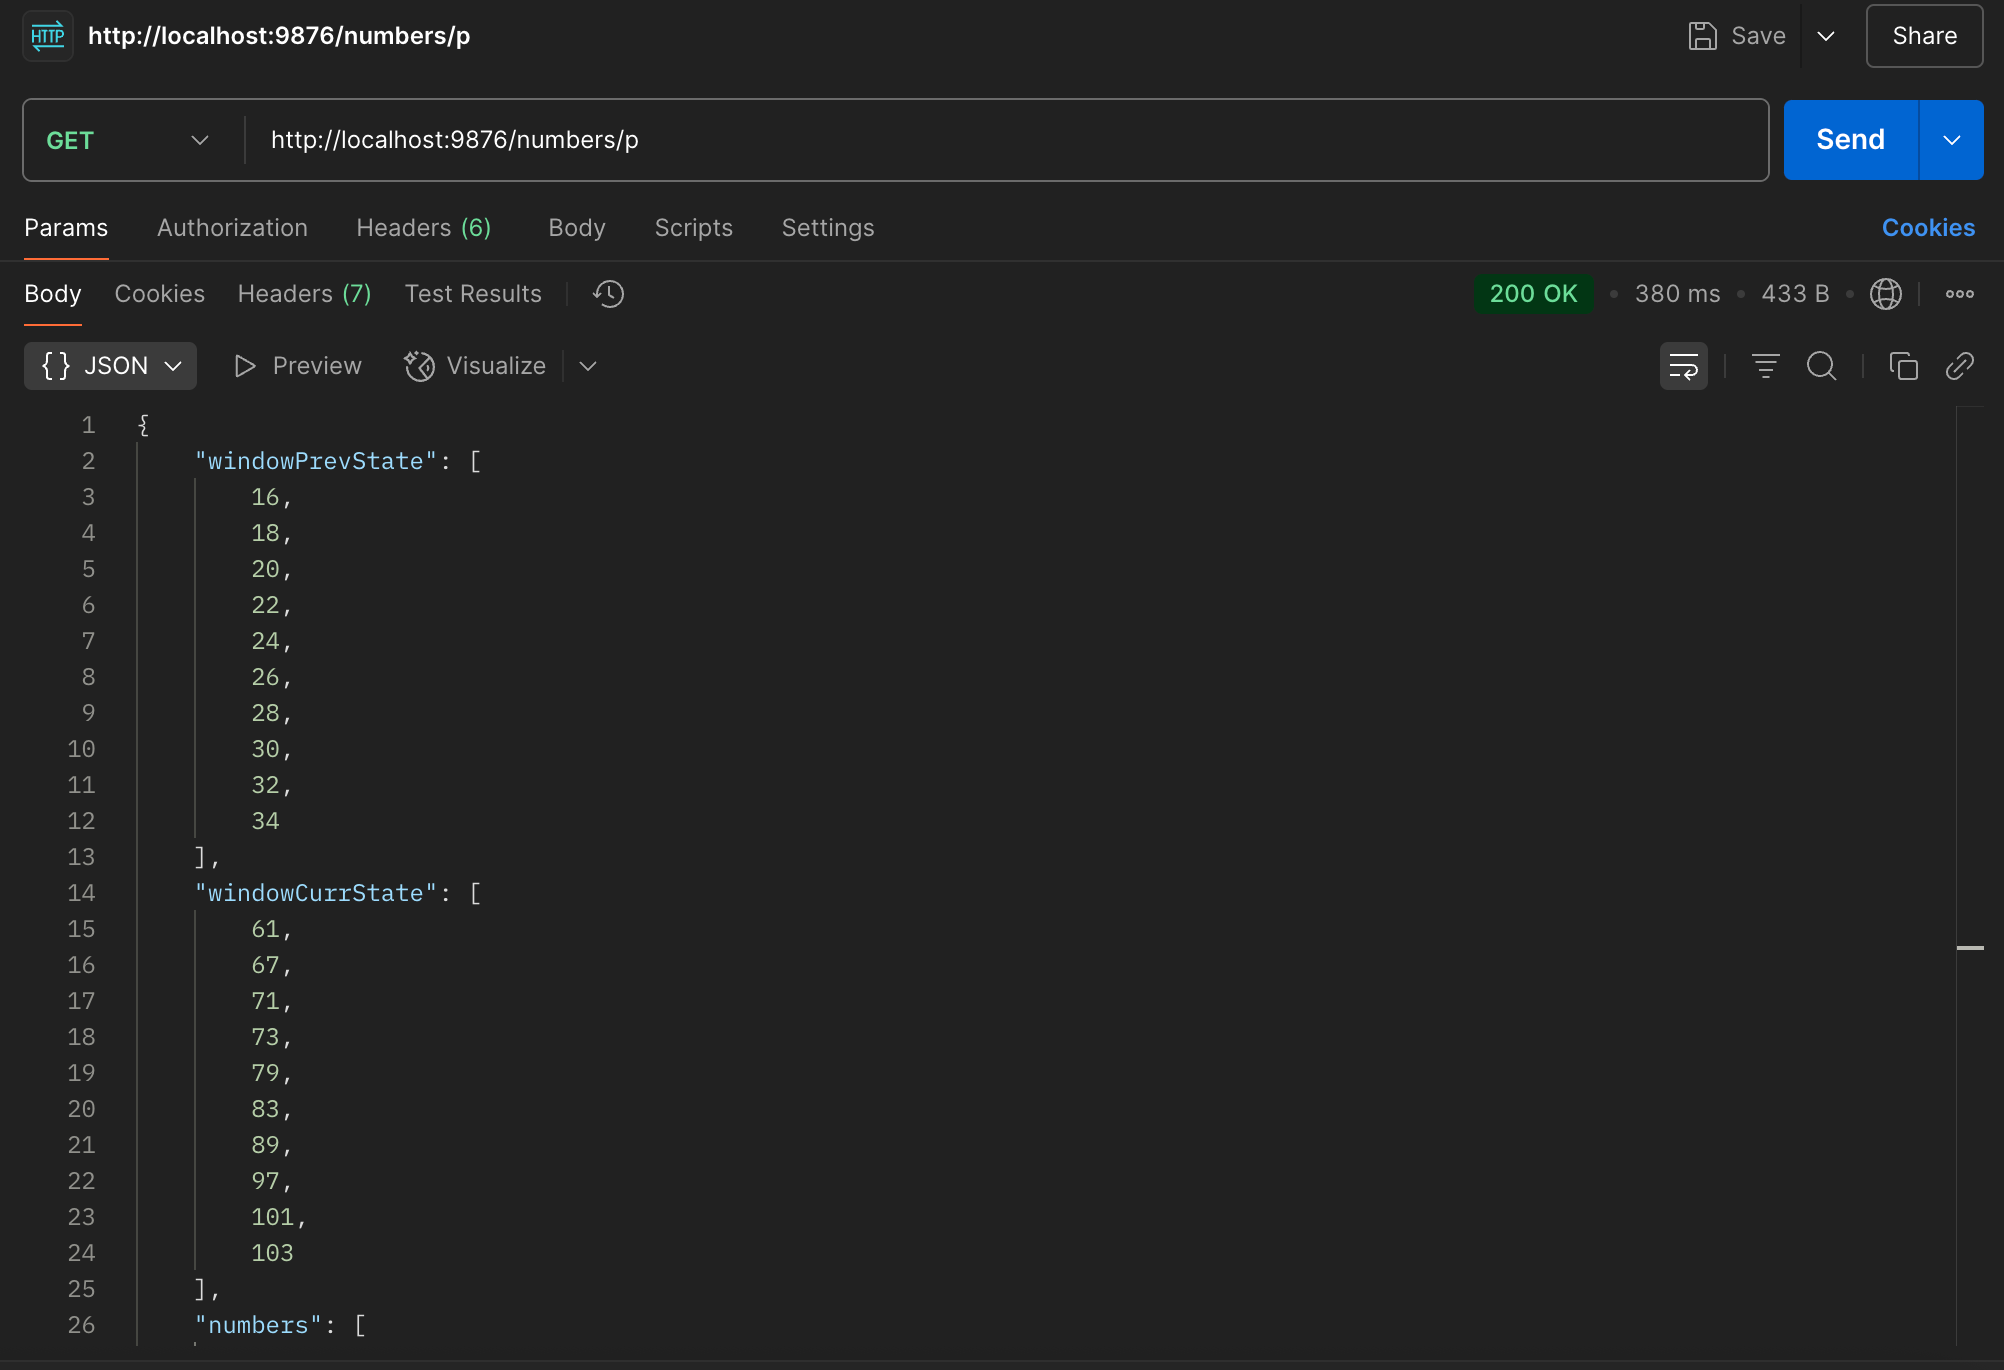 HTTP http://localhost:9876/numbers/p Save Share
GET http://localhost:9876/numbers/p Send
Params Authorization Headers (6) Body Scripts Settings Cookies
Body Cookies Headers (7) Test Results 200 OK • 380 ms • 433 B •
{ } JSON Preview Visualize
1 {
2 "windowPrevState": [
3 16,
4 18,
5 20,
6 22,
7 24,
8 26,
9 28,
10 30,
11 32,
12 34
13 ],
14 "windowCurrState": [
15 61,
16 67,
17 71,
18 73,
19 79,
20 83,
21 89,
22 97,
23 101,
24 103
25 ],
26 "numbers": [